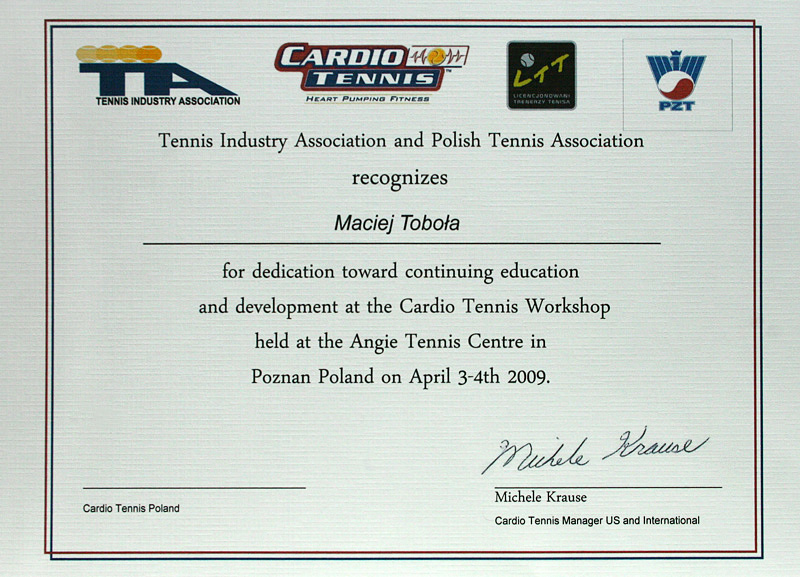 TIA
TENNIS INDUSTRY ASSOCIATION
CARDIO
TENNIS™
HEART PUMPING FITNESS
LTT
LICENCJONOWANI
TRENERZY TENISA
PZT
Tennis Industry Association and Polish Tennis Association
recognizes
Maciej Toboła
for dedication toward continuing education
and development at the Cardio Tennis Workshop
held at the Angie Tennis Centre in
Poznan Poland on April 3-4th 2009.
Michele Krause
Cardio Tennis Poland
Michele Krause
Cardio Tennis Manager US and International